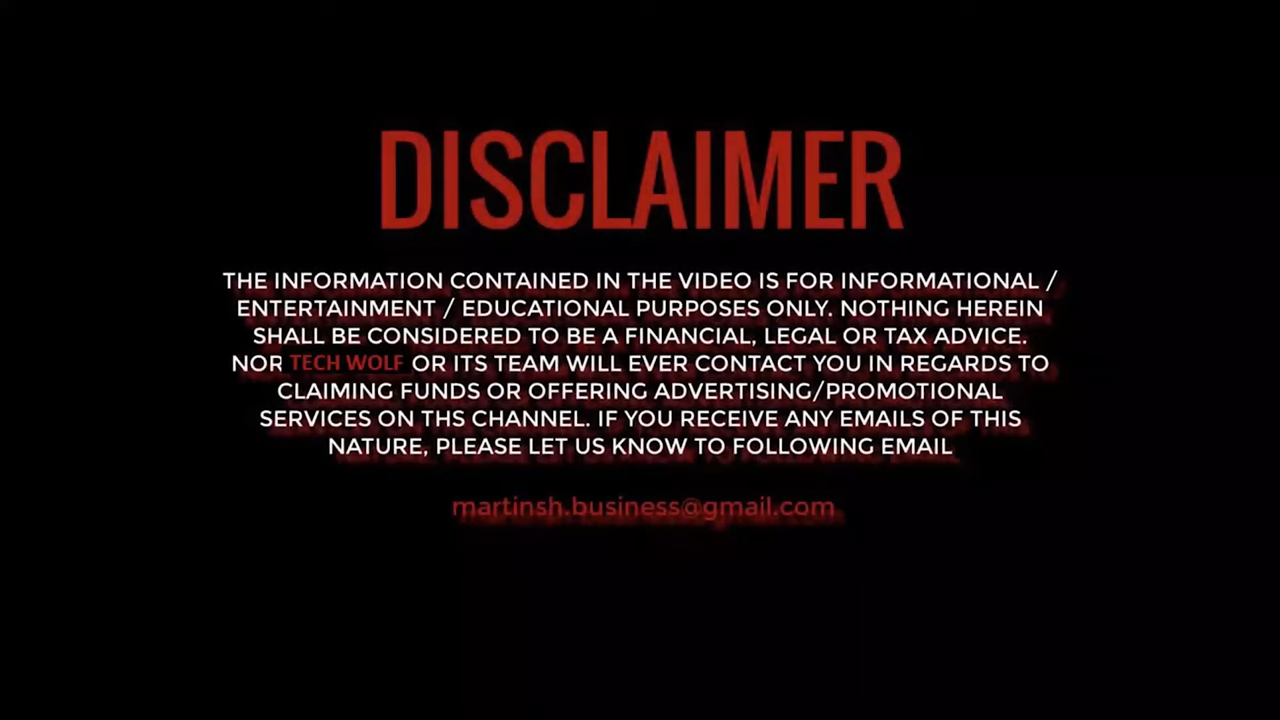 DISCLAIMER
THE INFORMATION CONTAINED IN THE VIDEO IS FOR INFORMATIONAL /
ENTERTAINMENT / EDUCATIONAL PURPOSES ONLY. NOTHING HEREIN
SHALL BE CONSIDERED TO BE A FINANCIAL, LEGAL OR TAX ADVICE.
NOR TECH WOLF OR ITS TEAM WILL EVER CONTACT YOU IN REGARDS TO
CLAIMING FUNDS OR OFFERING ADVERTISING/PROMOTIONAL
SERVICES ON THS CHANNEL. IF YOU RECEIVE ANY EMAILS OF THIS
NATURE, PLEASE LET US KNOW TO FOLLOWING EMAIL
martinsh.business@gmail.com